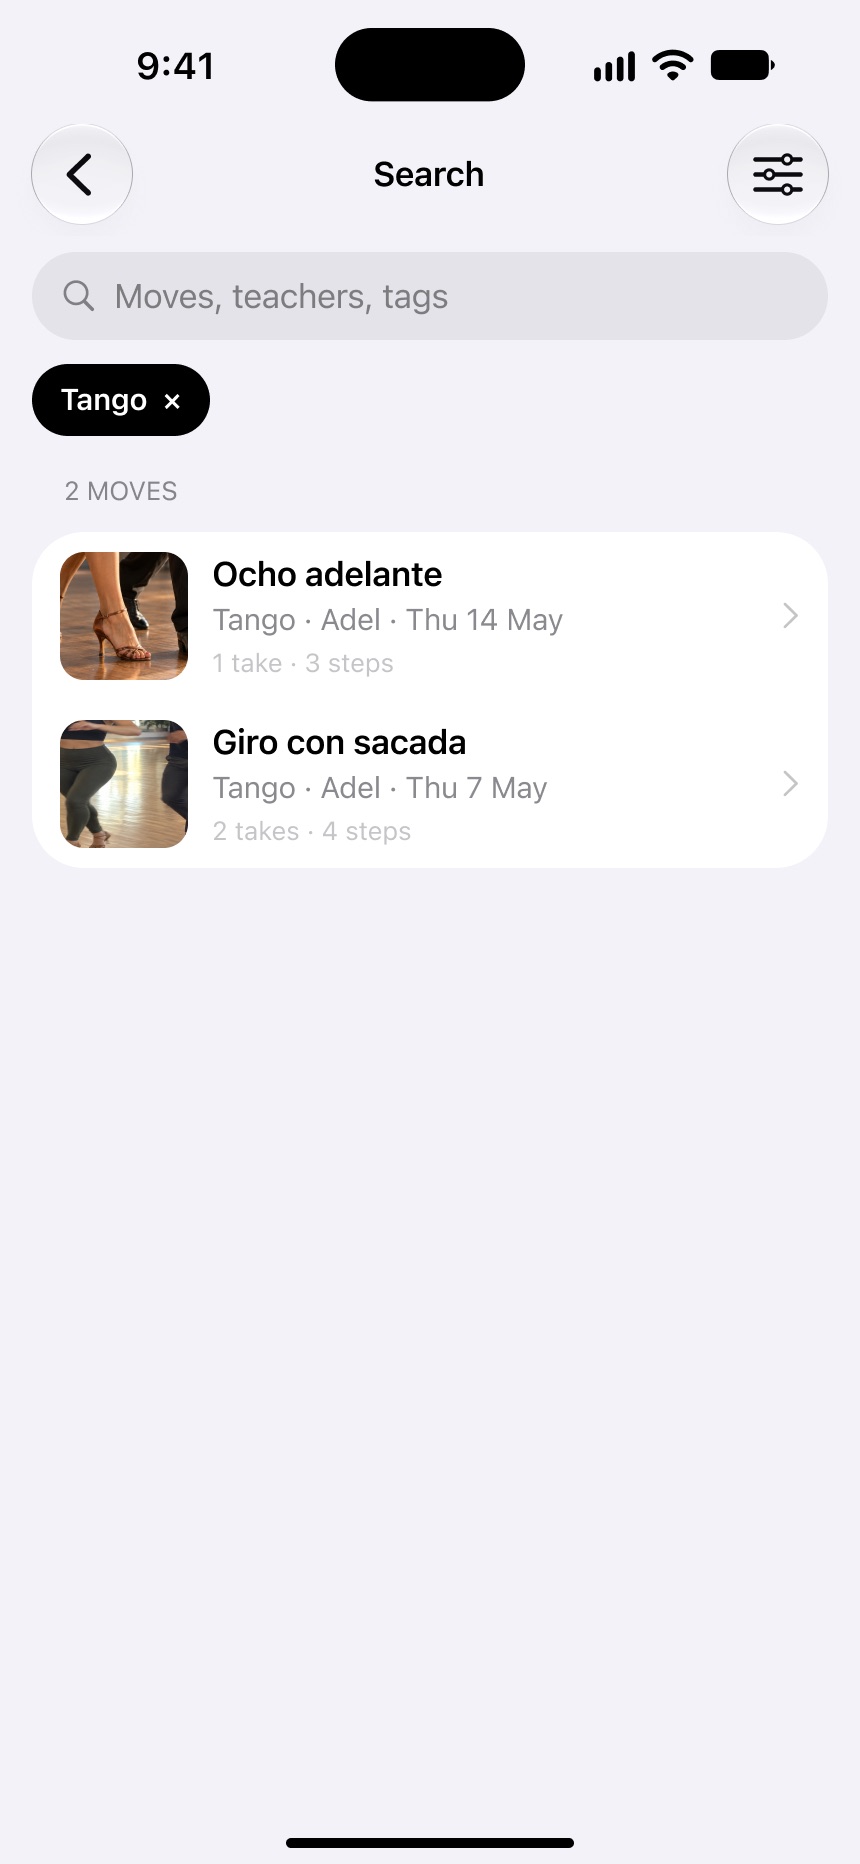 9:41
Search
Moves, teachers, tags
Tango ×
2 MOVES
Ocho adelante
Tango · Adel · Thu 14 May
1 take · 3 steps
Giro con sacada
Tango · Adel · Thu 7 May
2 takes · 4 steps